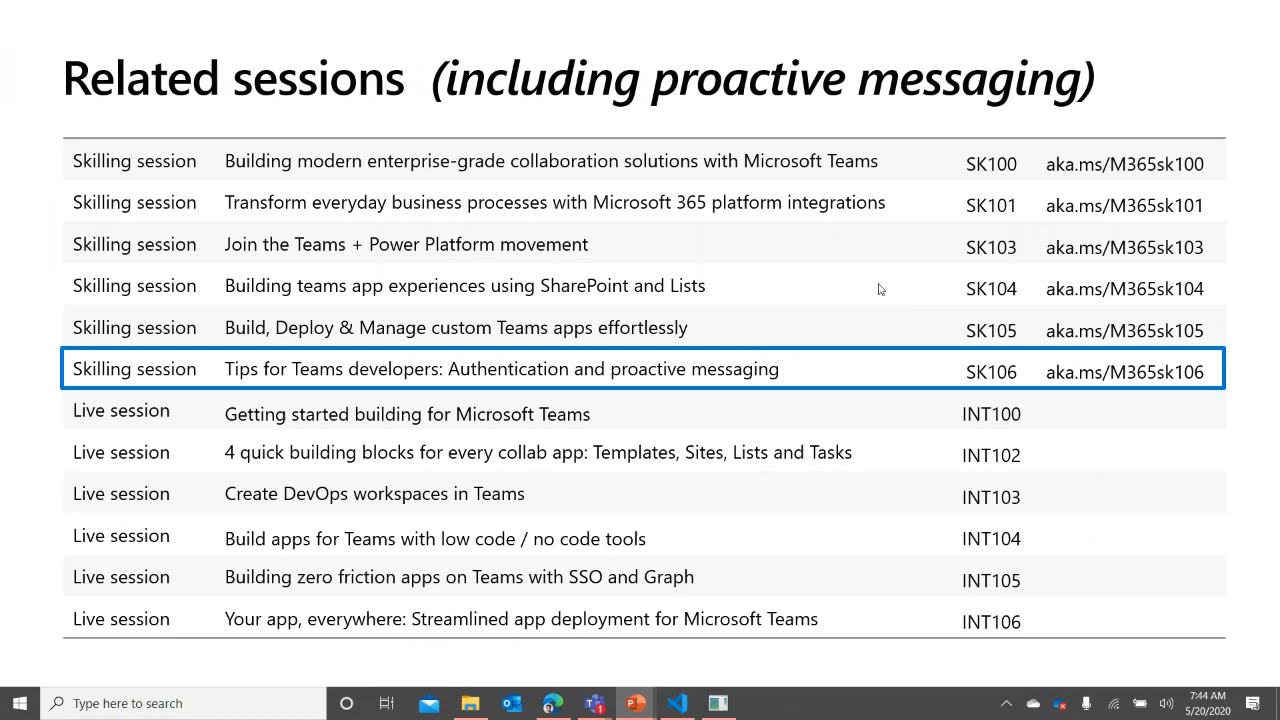 Related sessions (including proactive messaging)
Skilling session Building modern enterprise-grade collaboration solutions with Microsoft Teams SK100 aka.ms/M365sk100
Skilling session Transform everyday business processes with Microsoft 365 platform integrations SK101 aka.ms/M365sk101
Skilling session Join the Teams + Power Platform movement SK103 aka.ms/M365sk103
Skilling session Building teams app experiences using SharePoint and Lists SK104 aka.ms/M365sk104
Skilling session Build, Deploy & Manage custom Teams apps effortlessly SK105 aka.ms/M365sk105
Skilling session Tips for Teams developers: Authentication and proactive messaging SK106 aka.ms/M365sk106
Live session Getting started building for Microsoft Teams INT100
Live session 4 quick building blocks for every collab app: Templates, Sites, Lists and Tasks INT102
Live session Create DevOps workspaces in Teams INT103
Live session Build apps for Teams with low code / no code tools INT104
Live session Building zero friction apps on Teams with SSO and Graph INT105
Live session Your app, everywhere: Streamlined app deployment for Microsoft Teams INT106
Type here to search
7:44 AM
5/20/2020